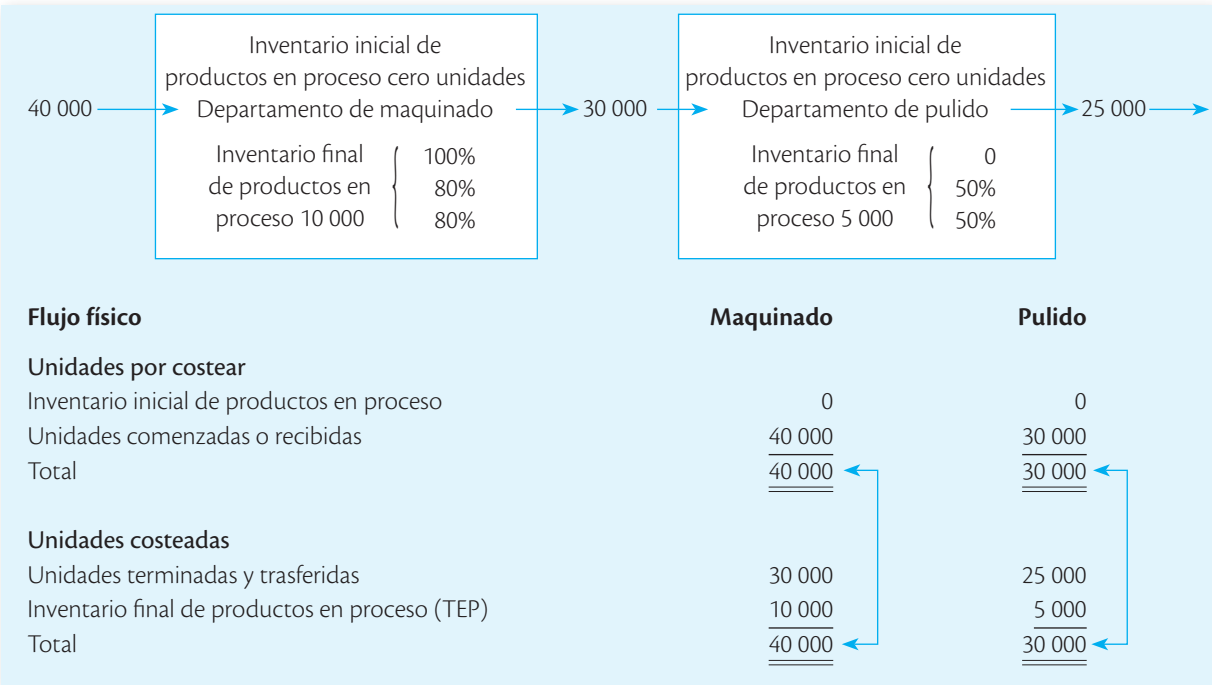 Inventario inicial de
productos en proceso cero unidades
40 000
Departamento de maquinado
Inventario final
de productos en
proceso 10 000
100%
80%
80%
30 000
Inventario inicial de
productos en proceso cero unidades
Departamento de pulido
Inventario final
de productos en
proceso 5 000
0
50%
50%
25 000
Flujo físico Maquinado Pulido
Unidades por costear
Inventario inicial de productos en proceso 0 0
Unidades comenzadas o recibidas 40 000 30 000
Total 40 000 30 000
Unidades costeadas
Unidades terminadas y trasferidas 30 000 25 000
Inventario final de productos en proceso (TEP) 10 000 5 000
Total 40 000 30 000